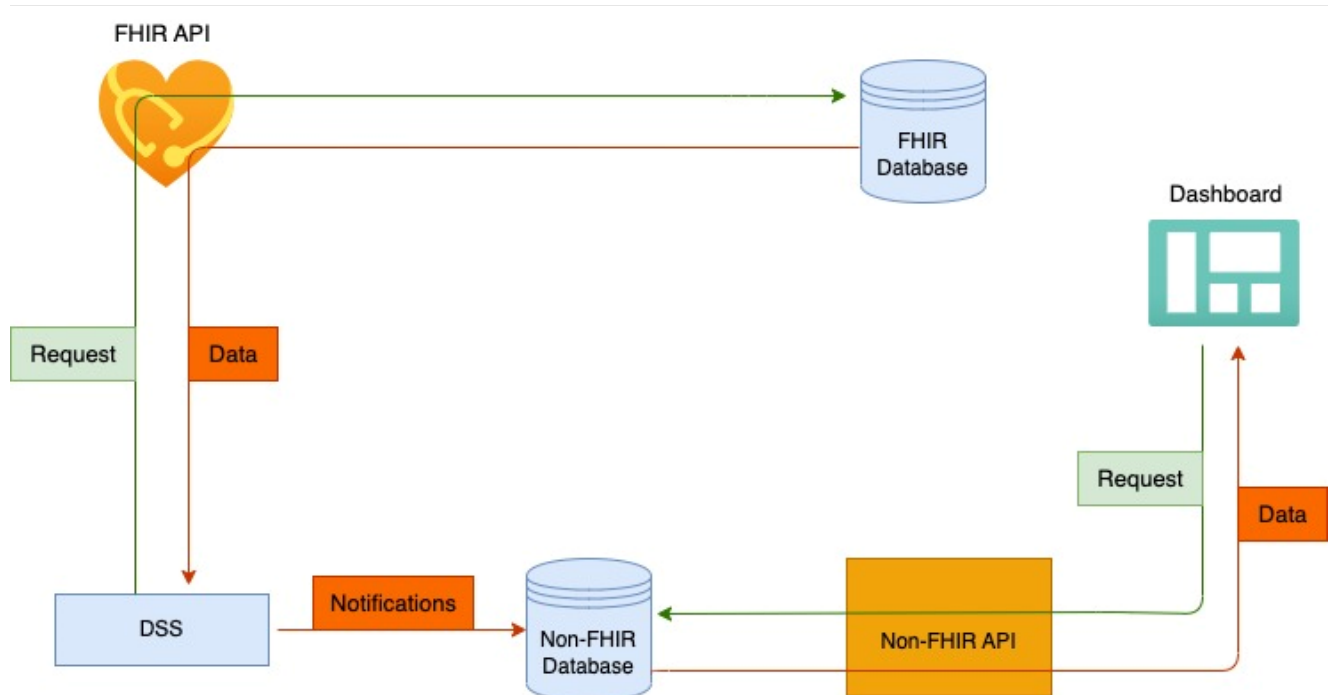 FHIR API
FHIR
Database
Dashboard
Request
Data
Request
Data
Notifications
DSS
Non-FHIR
Database
Non-FHIR API